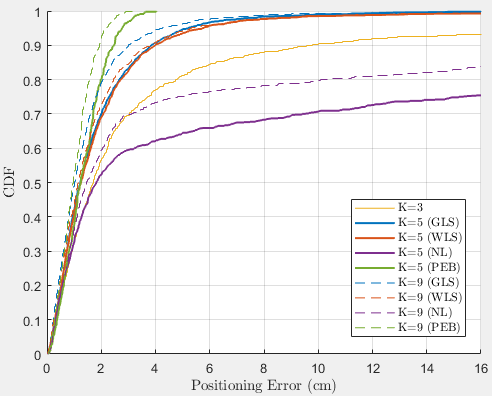 1
0.9
0.8
0.7
0.6
0.5
0.4
0.3
0.2
0.1
0
CDF
K=3
K=5 (GLS)
K=5 (WLS)
K=5 (NL)
K=5 (PEB)
K=9 (GLS)
K=9 (WLS)
K=9 (NL)
K=9 (PEB)
0 2 4 6 8 10 12 14 16
Positioning Error (cm)